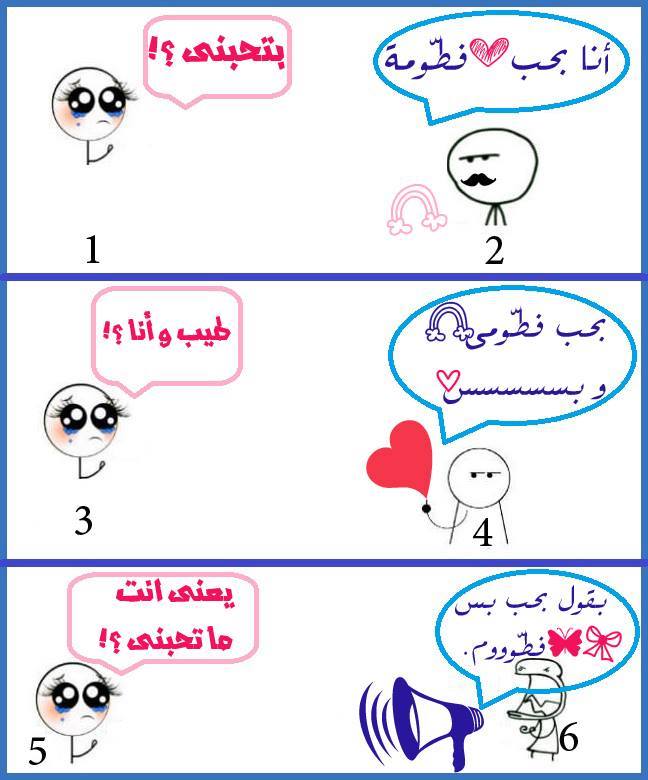 بتحبنى ؟!
1
أنا بحب فطّومة
2
طيب و أنا ؟!
3
بحب فطّومى
و بسسسسسس
4
يعنى انت
ما تحبنى ؟!
5
بقول بحب بس
فطّوووم.
6